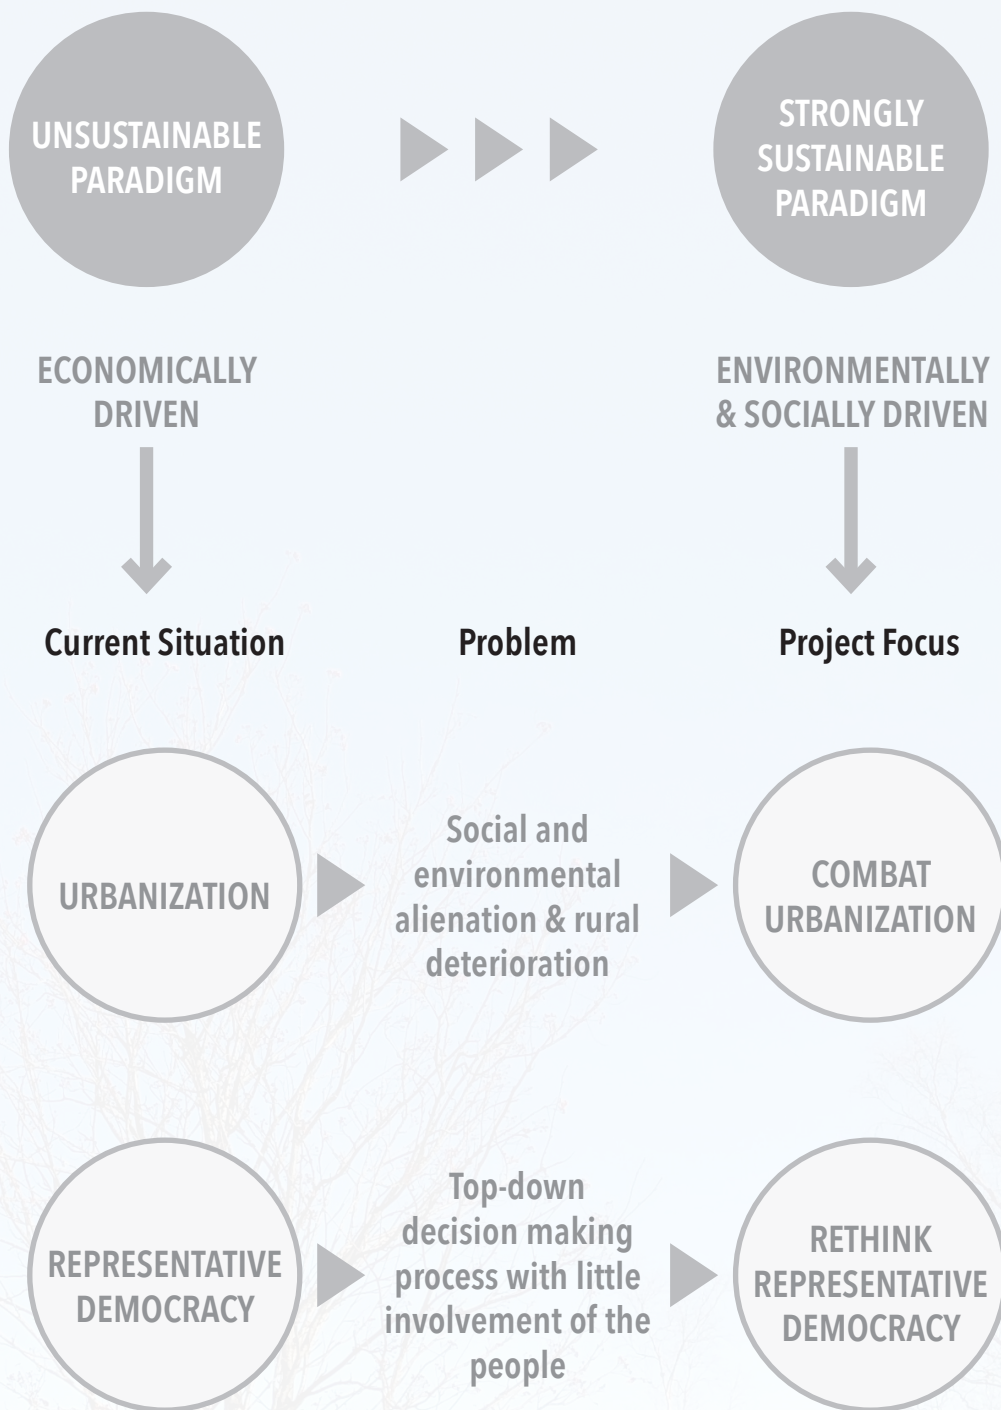 UNSUSTAINABLE
PARADIGM
STRONGLY
SUSTAINABLE
PARADIGM
ECONOMICALLY
DRIVEN
ENVIRONMENTALLY
& SOCIALLY DRIVEN
Current Situation
Problem
Project Focus
URBANIZATION
Social and
environmental
alienation & rural
deterioration
COMBAT
URBANIZATION
REPRESENTATIVE
DEMOCRACY
Top-down
decision making
process with little
involvement of the
people
RETHINK
REPRESENTATIVE
DEMOCRACY